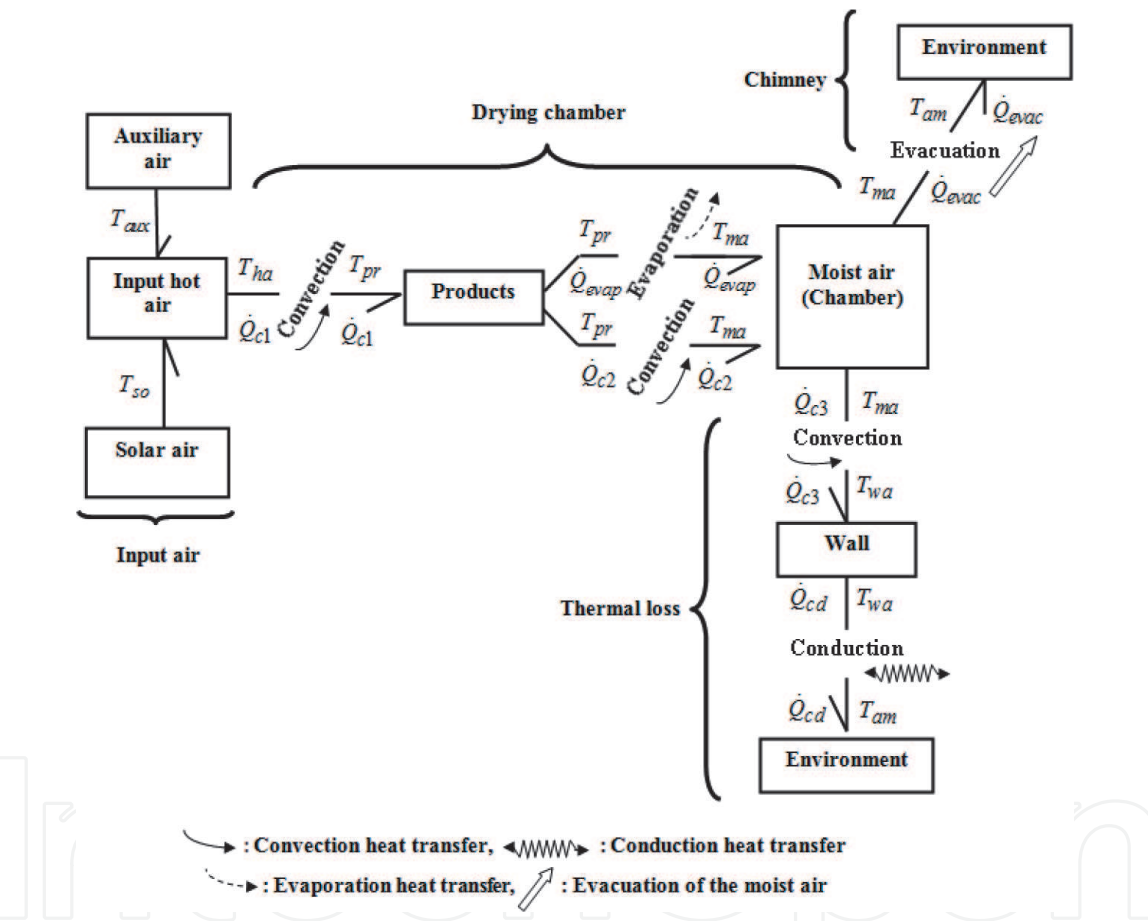 Environment
Chimney
T_am
Q̇_evac
Evacuation
T_ma
Q̇_evac
Drying chamber
Auxiliary
air
T_aux
Input hot
air
T_so
Solar air
Input air
T_ha
Q̇_c1
Convection
T_pr
Q̇_c1
Products
T_pr
Q̇_evap
Evaporation
T_ma
Q̇_evap
T_pr
Q̇_c2
Convection
T_ma
Q̇_c2
Moist air
(Chamber)
Q̇_c3 T_ma
Convection
Q̇_c3 T_wa
Wall
Q̇_cd T_wa
Thermal loss
Conduction
Q̇_cd T_am
Environment
: Convection heat transfer, : Conduction heat transfer
: Evaporation heat transfer, : Evacuation of the moist air